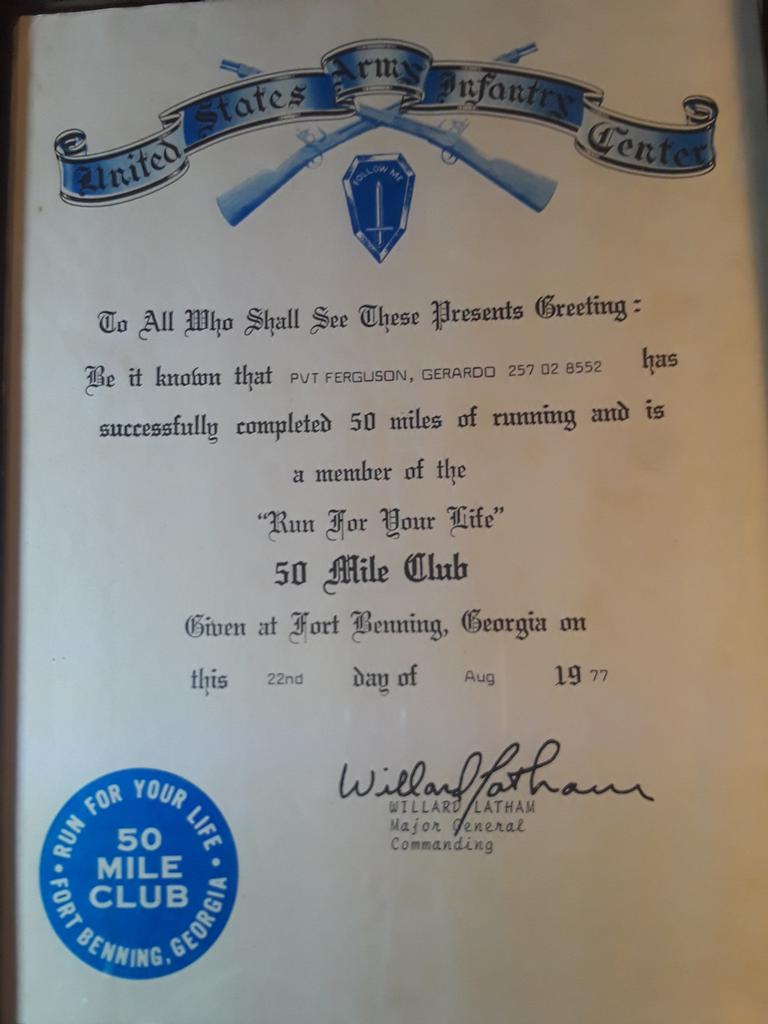 United States Army Infantry Center
FOLLOW ME
To All Who Shall See These Presents Greeting:
Be it known that PVT FERGUSON, GERARDO 257 02 8552 has
successfully completed 50 miles of running and is
a member of the
“Run For Your Life”
50 Mile Club
Given at Fort Benning, Georgia on
this 22nd day of Aug 19 77
Willard Latham
WILLARD LATHAM
Major General
Commanding
RUN FOR YOUR LIFE
50
MILE
CLUB
FORT BENNING, GEORGIA